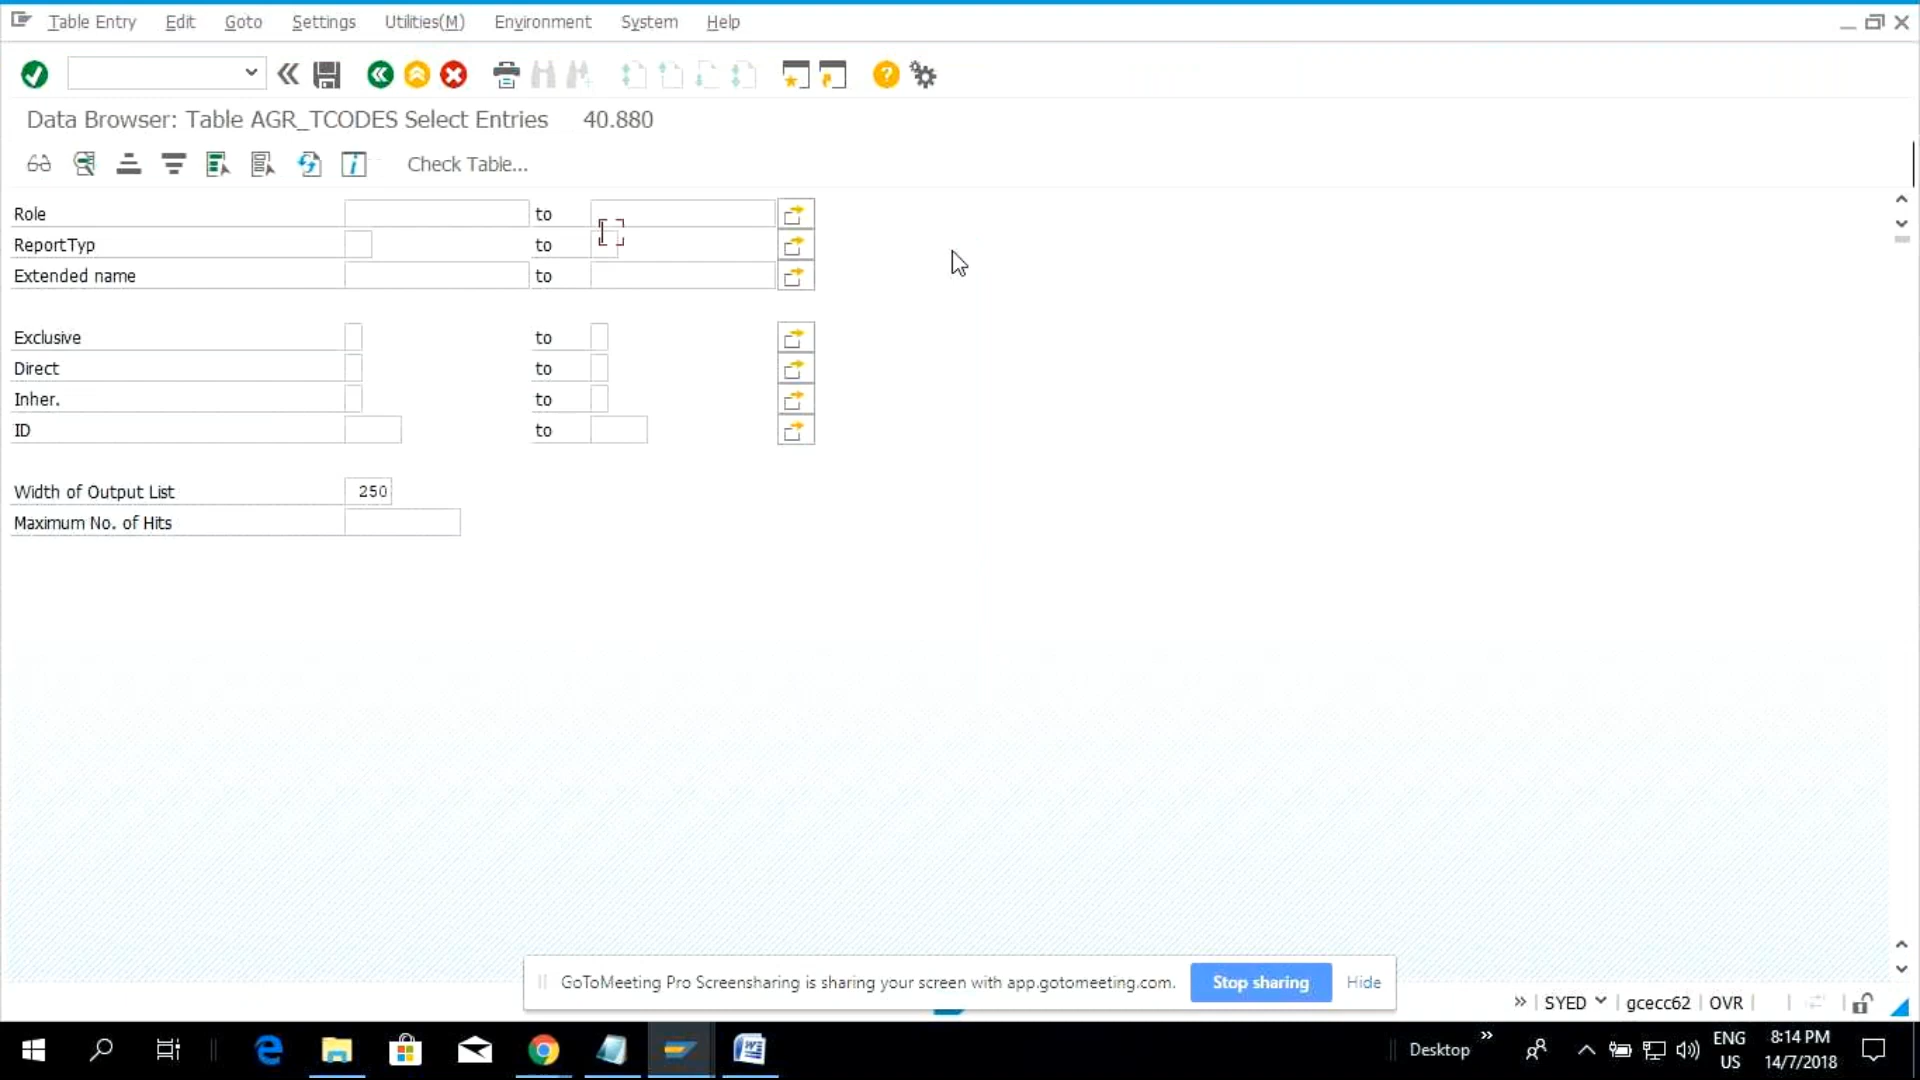 Table Entry Edit Goto Settings Utilities(M) Environment System Help
Data Browser: Table AGR_TCODES Select Entries 40.880
Check Table...
Role to
ReportTyp to
Extended name to
Exclusive to
Direct to
Inher. to
ID to
Width of Output List 250
Maximum No. of Hits
GoToMeeting Pro Screensharing is sharing your screen with app.gotomeeting.com. Stop sharing Hide
SYED gcecc62 OVR
Desktop ENG US 8:14 PM 14/7/2018